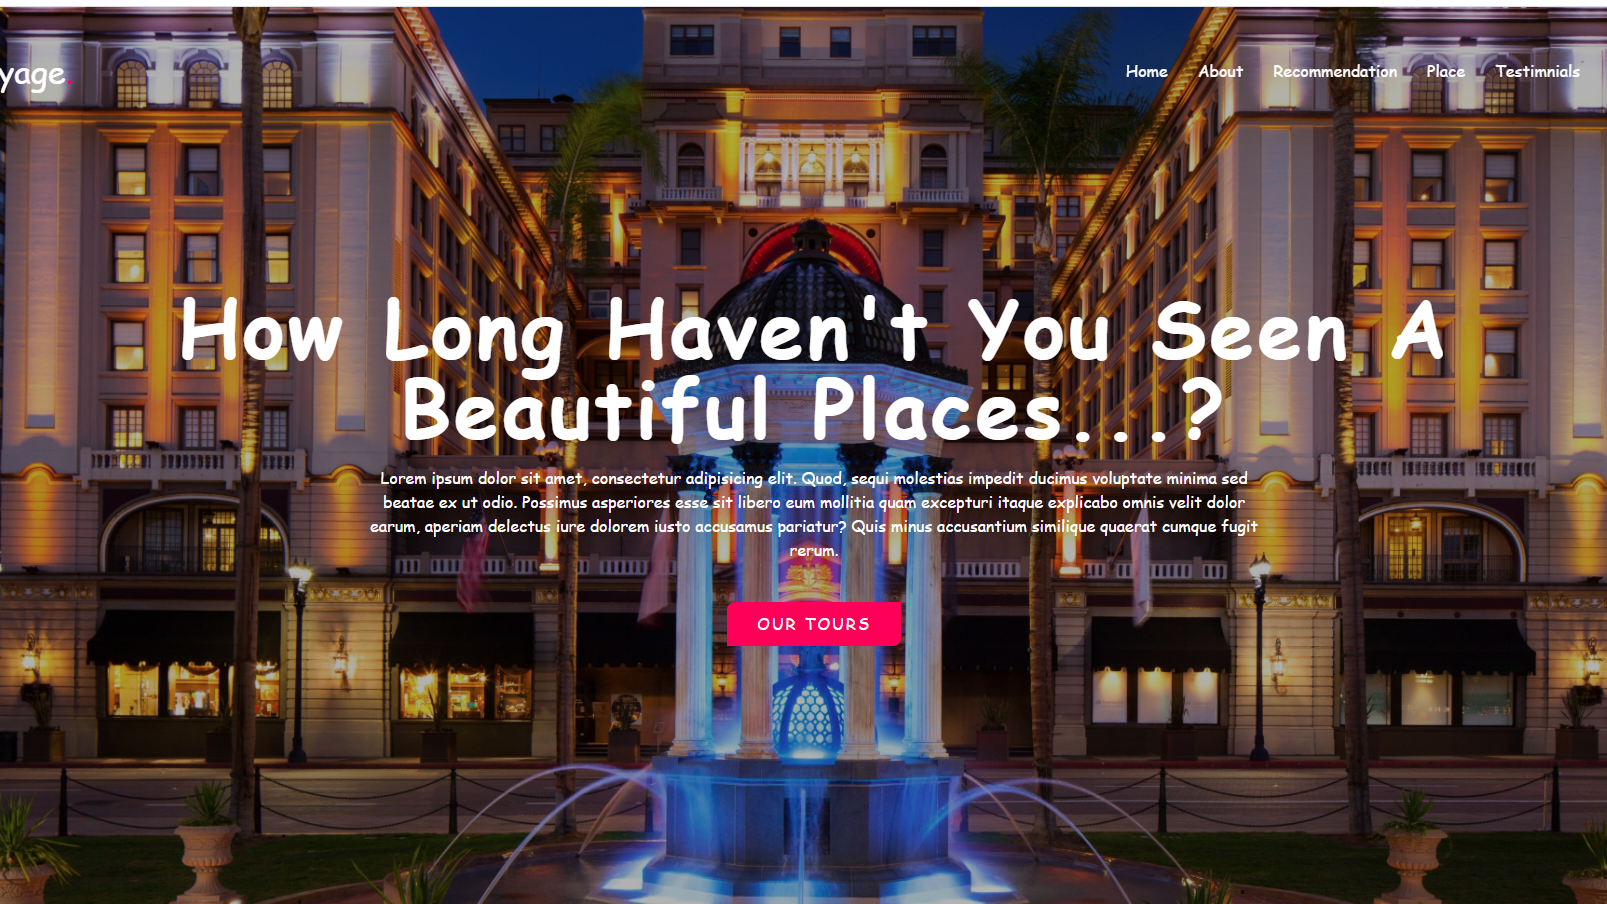 yage.
Home About Recommendation Place Testimnials
How Long Haven't You Seen A
Beautiful Places...?
Lorem ipsum dolor sit amet, consectetur adipisicing elit. Quod, sequi molestias impedit ducimus voluptate minima sed
beatae ex ut odio. Possimus asperiores esse sit libero eum mollitia quam excepturi itaque explicabo omnis velit dolor
earum, aperiam delectus iure dolorem iusto accusamus pariatur? Quis minus accusantium similique quaerat cumque fugit
rerum.
OUR TOURS